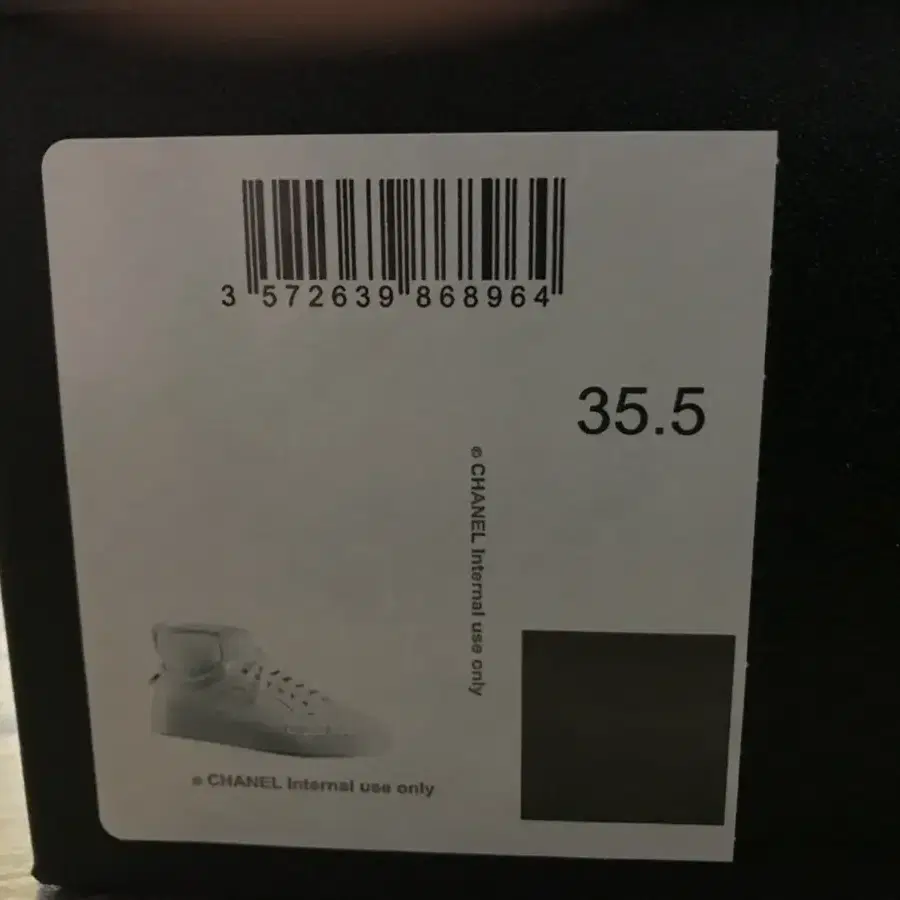 3 572639 868964
35.5
© CHANEL Internal use only
© CHANEL Internal use only